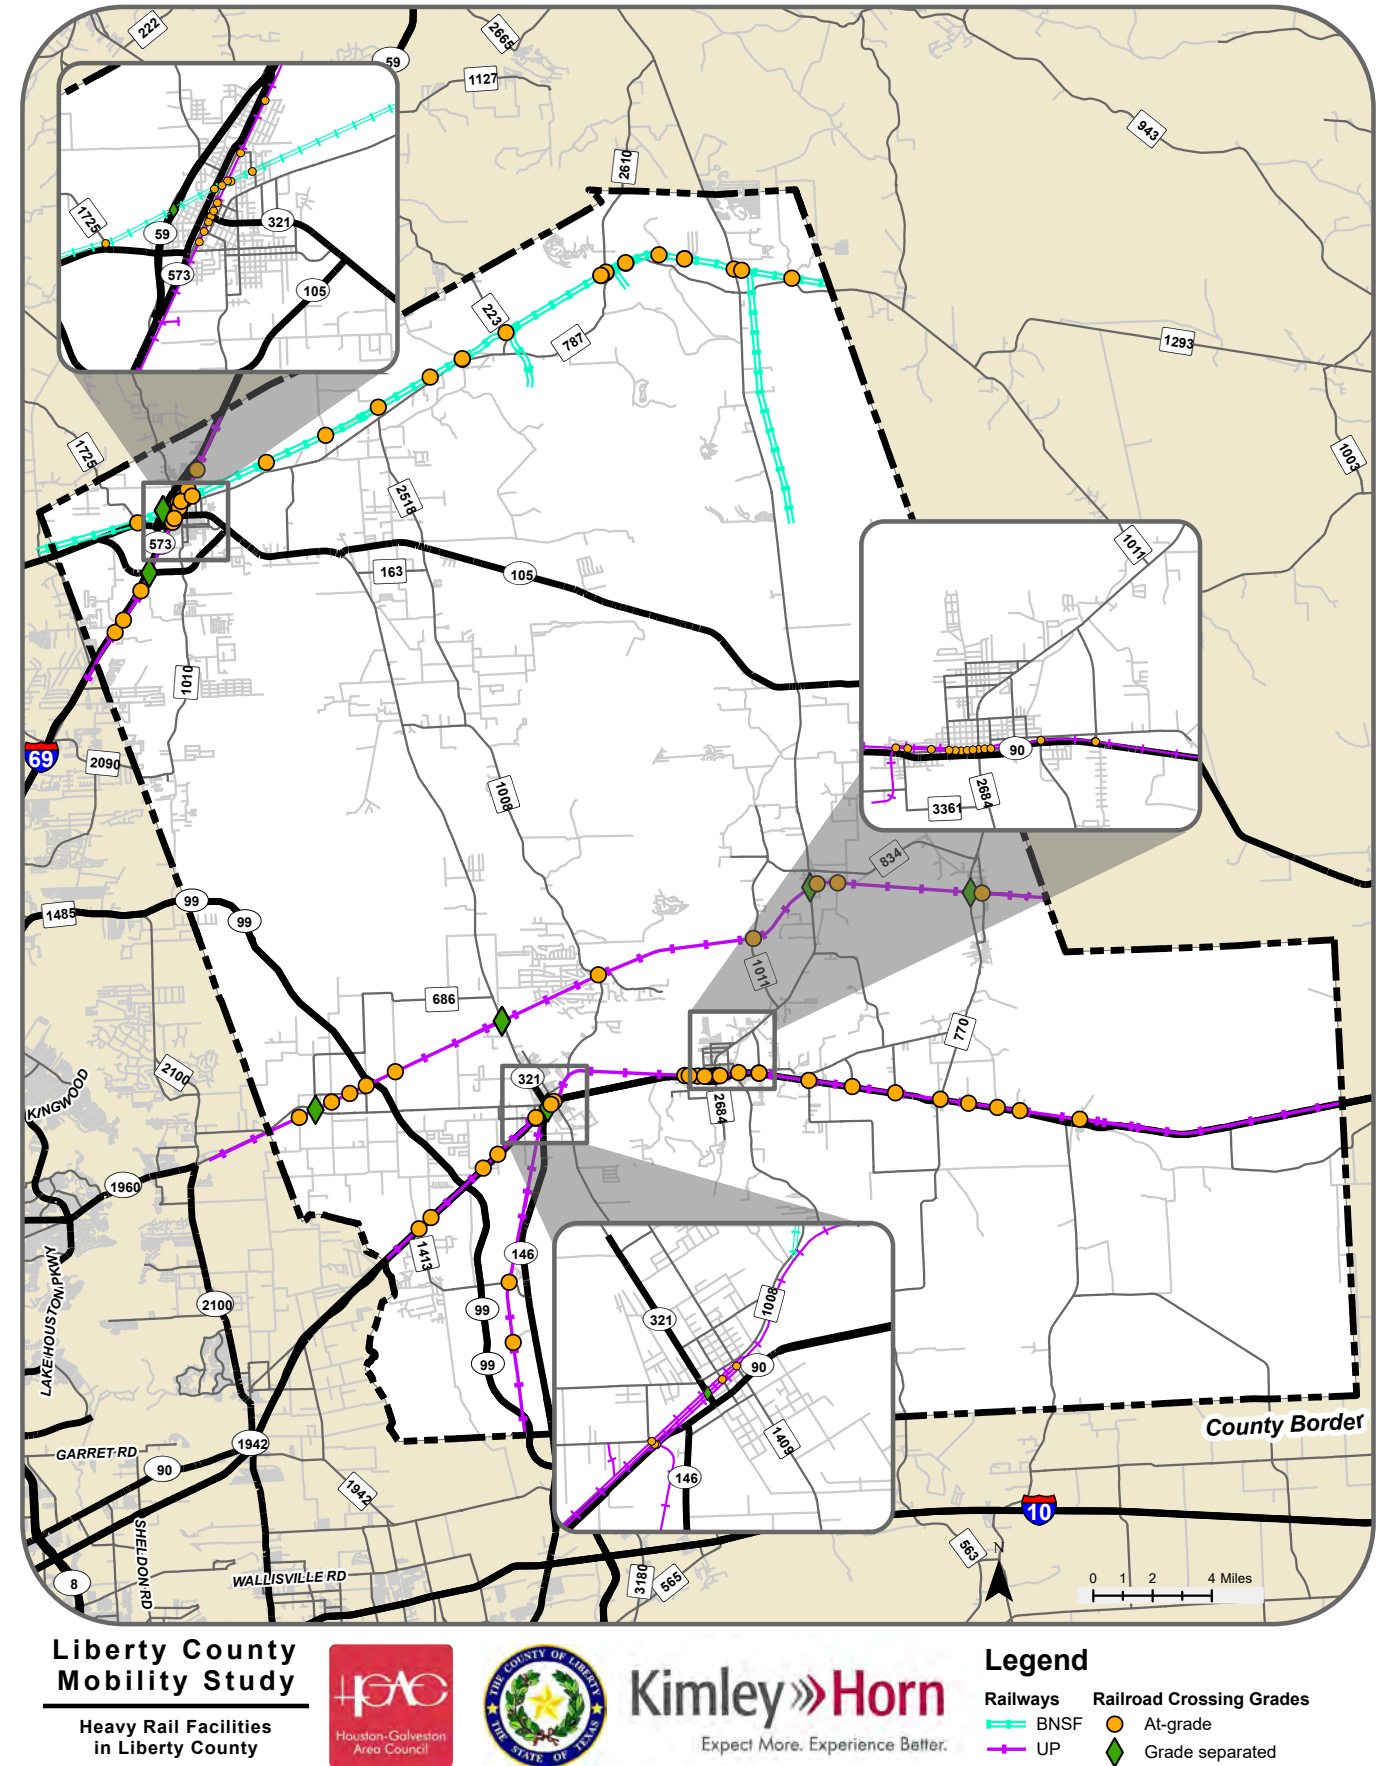 222
2665
59
1127
943
2610
1725
59
321
573
105
223
787
1293
1725
1003
2518
573
163
105
1011
1010
69
2090
1008
90
2684
3361
834
99
1485
99
1011
686
770
2100
321
2684
KINGWOOD
1960
146
1413
2100
99
LAKE HOUSTON PKWY
99
321
1008
90
1409
146
County Border
GARRET RD
1942
90
1942
10
563
SHELDON RD
WALLISVILLE RD
8
3180
565
N
0 1 2 4 Miles
Liberty County
Mobility Study
Heavy Rail Facilities
in Liberty County
HGAC
Houston-Galveston
Area Council
THE COUNTY OF LIBERTY
THE STATE OF TEXAS
Kimley»Horn
Expect More. Experience Better.
Legend
Railways
BNSF
UP
Railroad Crossing Grades
At-grade
Grade separated